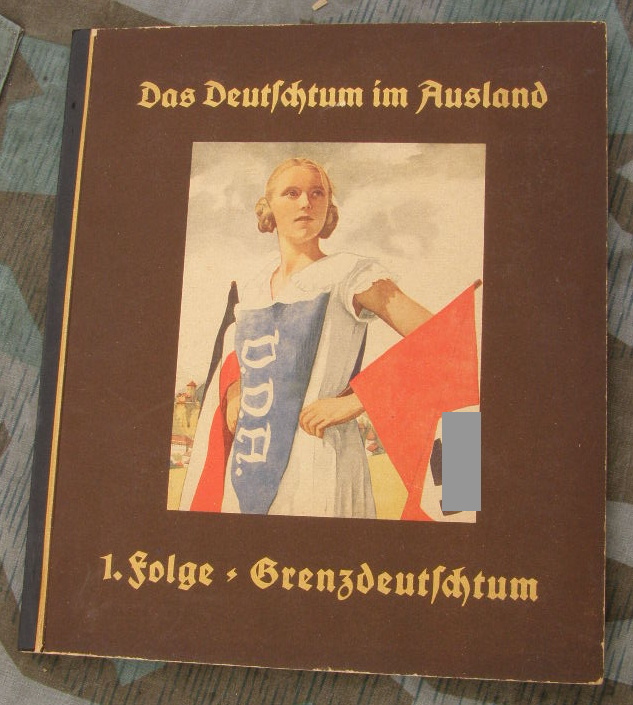 Das Deutschtum im Ausland
V.D.A.
1. Folge - Grenzdeutschtum